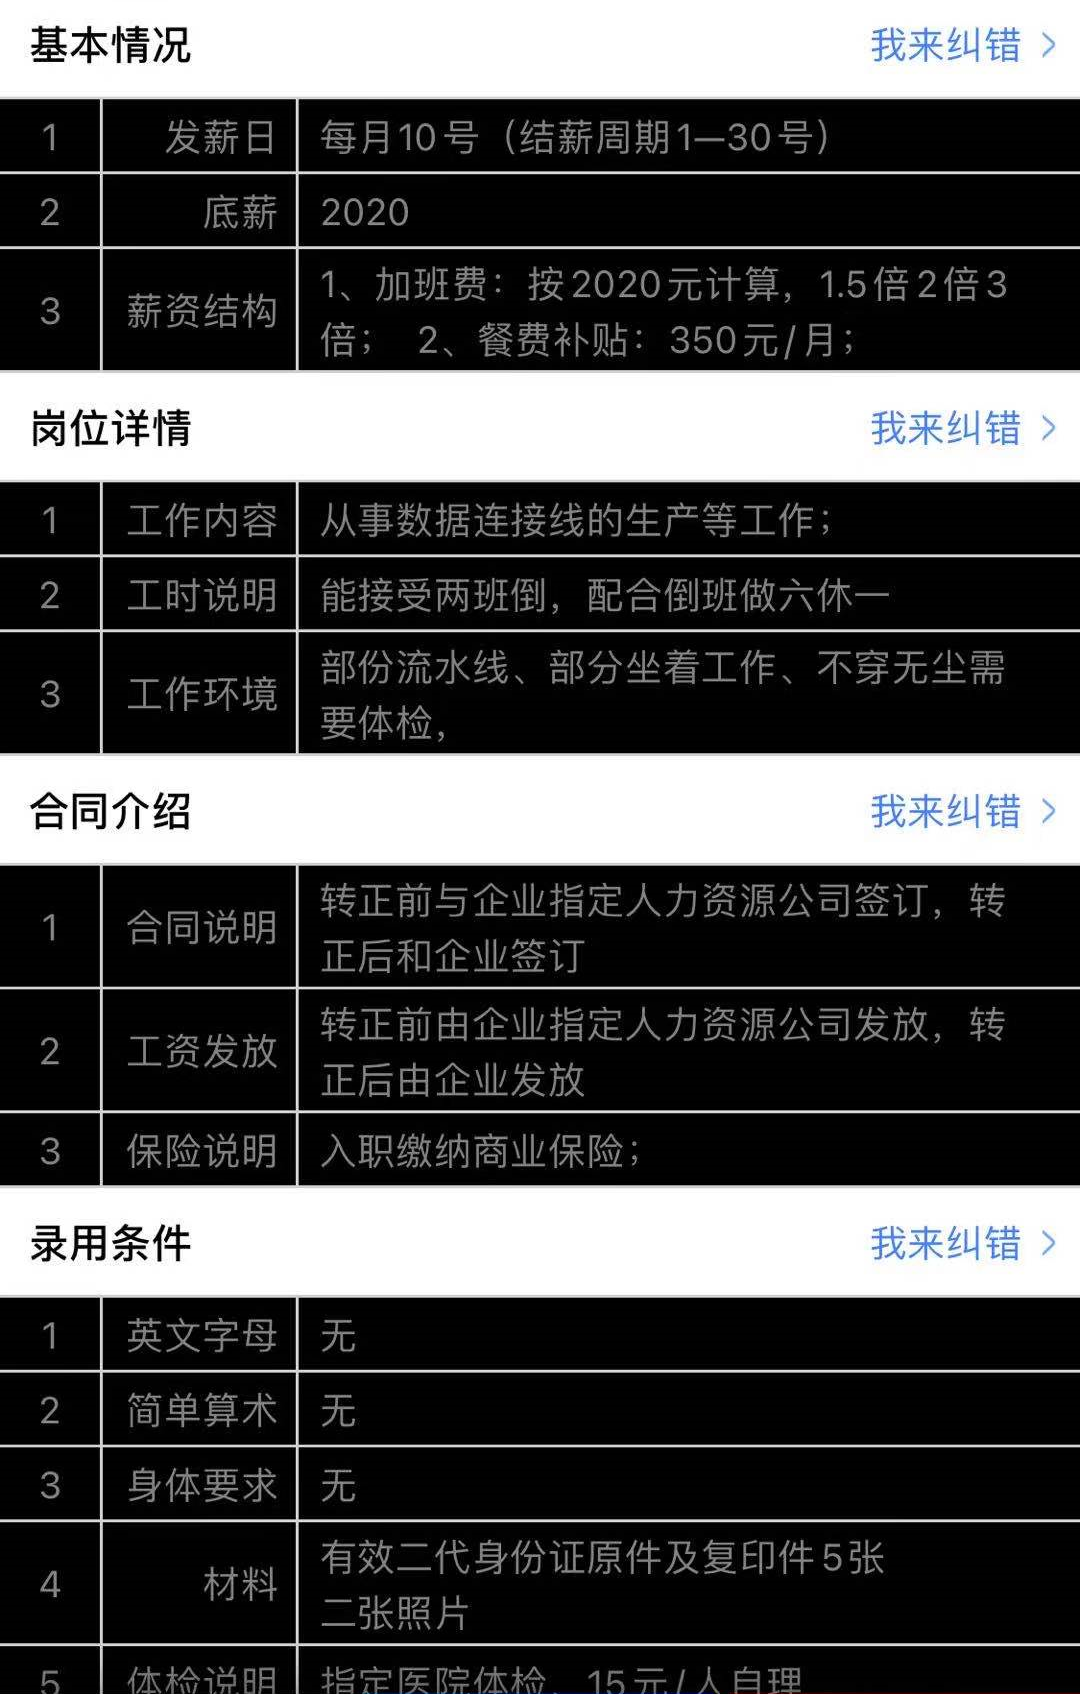 基本情况 我来纠错 >
1 发薪日 每月10号（结薪周期1—30号）
2 底薪 2020
3 薪资结构 1、加班费：按2020元计算，1.5倍2倍3
倍； 2、餐费补贴：350元/月；
岗位详情 我来纠错 >
1 工作内容 从事数据连接线的生产等工作；
2 工时说明 能接受两班倒，配合倒班做六休一
3 工作环境 部份流水线、部分坐着工作、不穿无尘需
要体检，
合同介绍 我来纠错 >
1 合同说明 转正前与企业指定人力资源公司签订，转
正后和企业签订
2 工资发放 转正前由企业指定人力资源公司发放，转
正后由企业发放
3 保险说明 入职缴纳商业保险；
录用条件 我来纠错 >
1 英文字母 无
2 简单算术 无
3 身体要求 无
4 材料 有效二代身份证原件及复印件5张
二张照片
5 体检说明 指定医院体检、15元/人自理